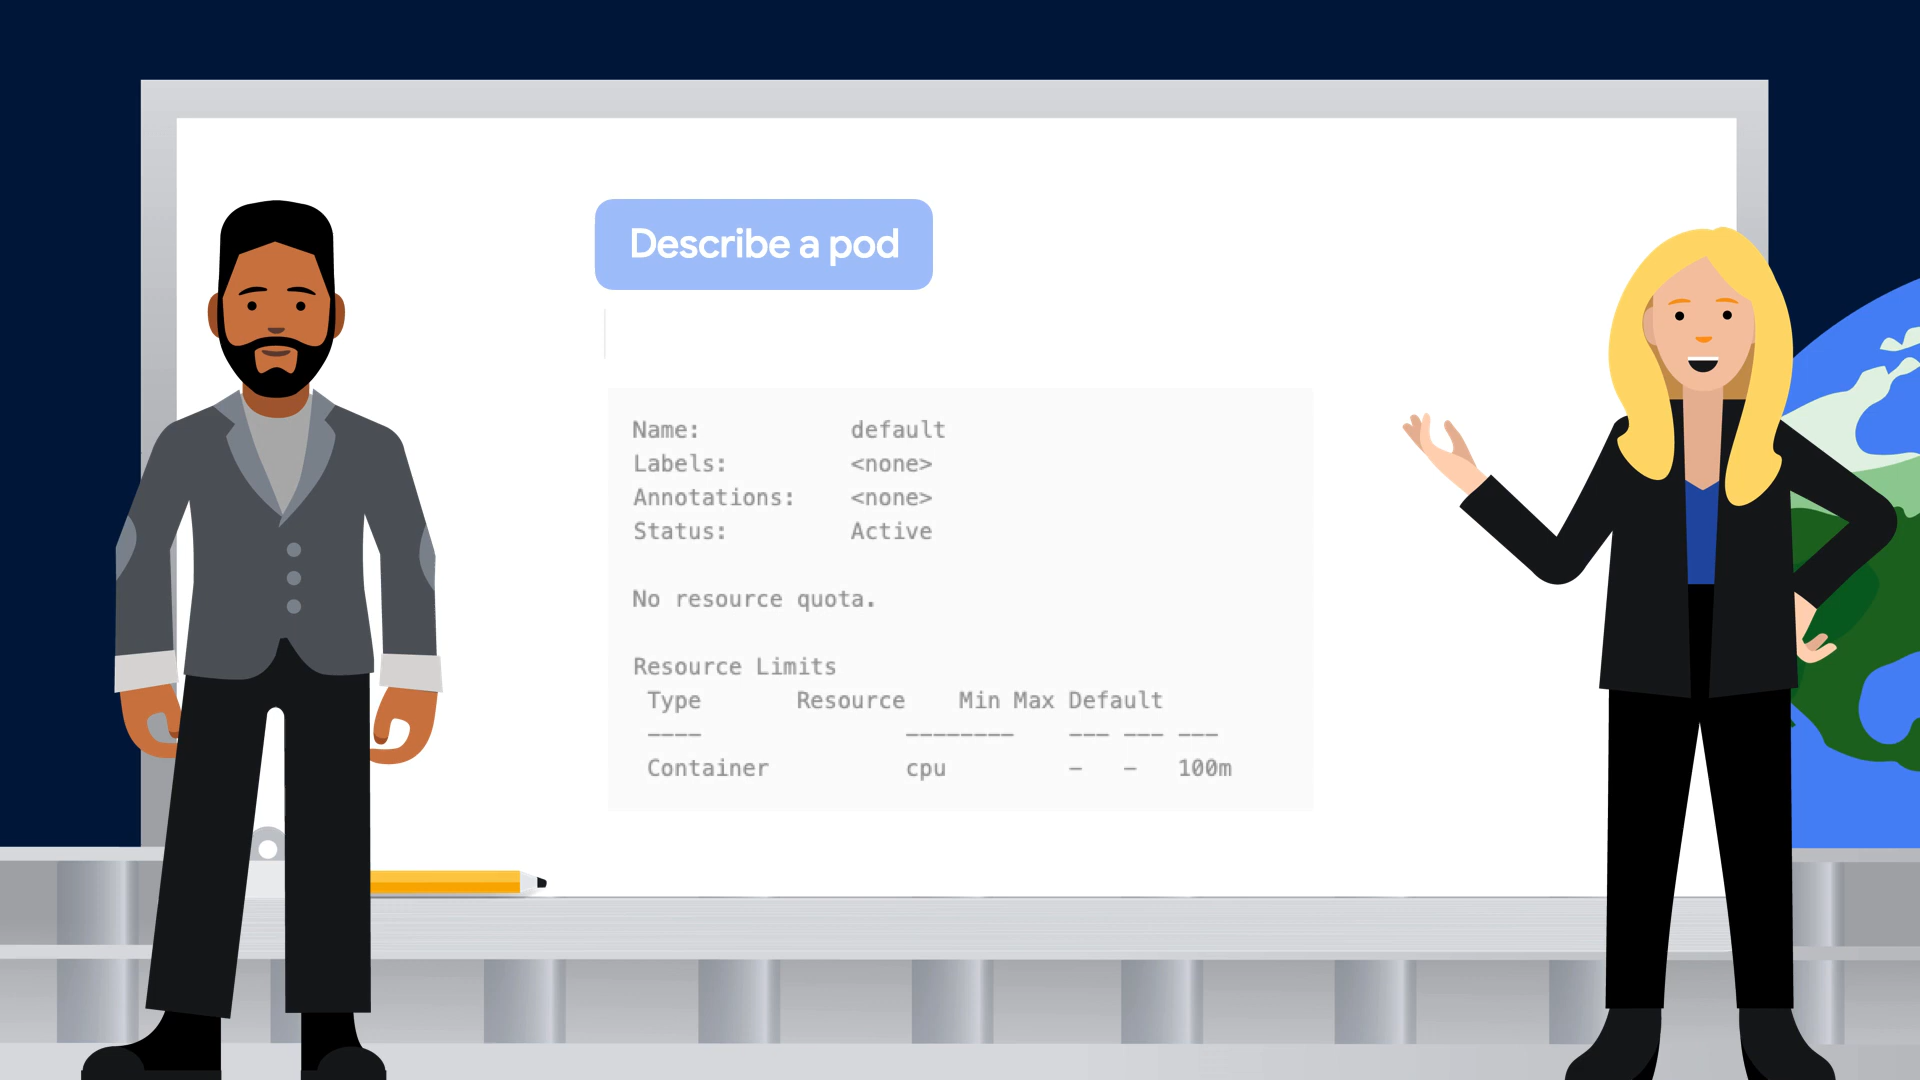 Describe a pod
Name: default
Labels: <none>
Annotations: <none>
Status: Active
No resource quota.
Resource Limits
Type Resource Min Max Default
---- -------- --- --- ---
Container cpu - - 100m